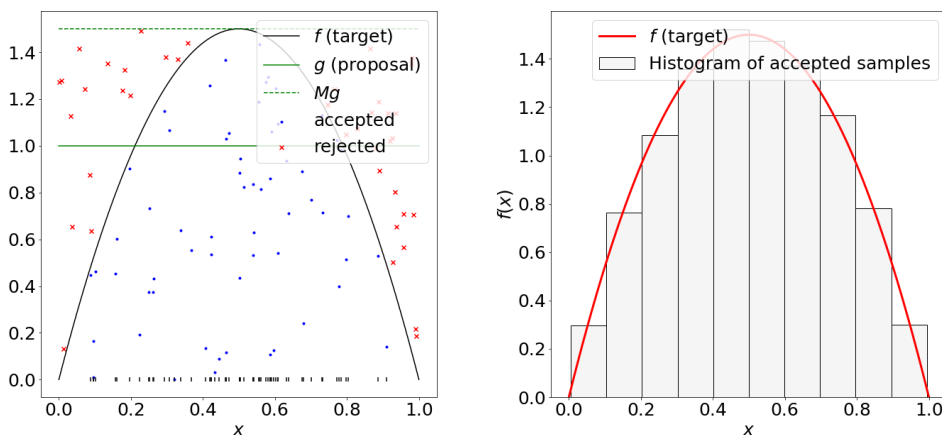 f (target)
g (proposal)
Mg
accepted
rejected
1.4
1.2
1.0
0.8
0.6
0.4
0.2
0.0
0.0 0.2 0.4 0.6 0.8 1.0
x
f (target)
Histogram of accepted samples
f(x)
1.4
1.2
1.0
0.8
0.6
0.4
0.2
0.0
0.0 0.2 0.4 0.6 0.8 1.0
x